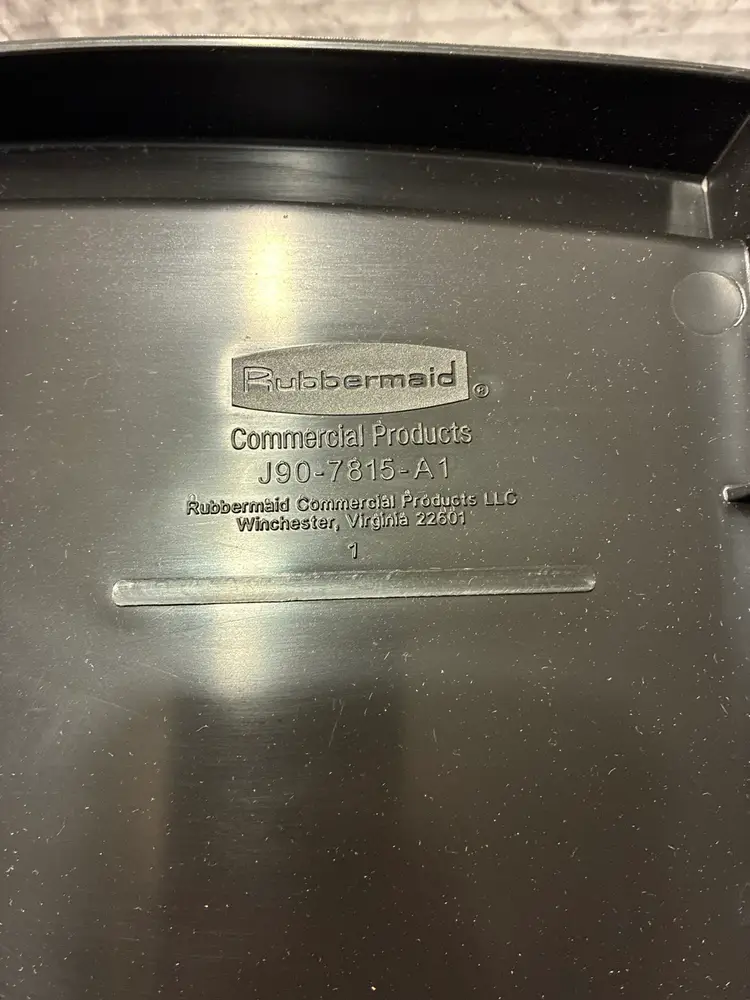 Rubbermaid ®
Commercial Products
J90-7815-A1
Rubbermaid Commercial Products LLC
Winchester, Virginia 22601
1